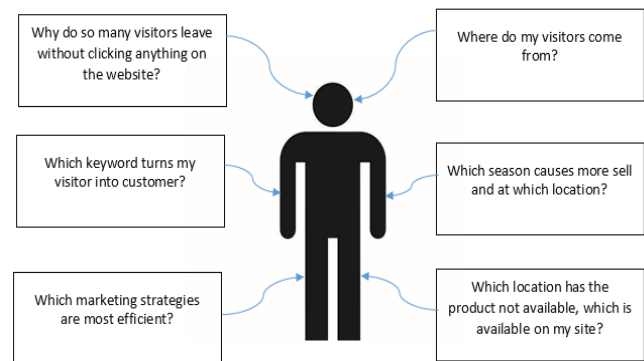 Why do so many visitors leave
without clicking anything on
the website?
Where do my visitors come
from?
Which keyword turns my
visitor into customer?
Which season causes more sell
and at which location?
Which marketing strategies
are most efficient?
Which location has the
product not available, which is
available on my site?